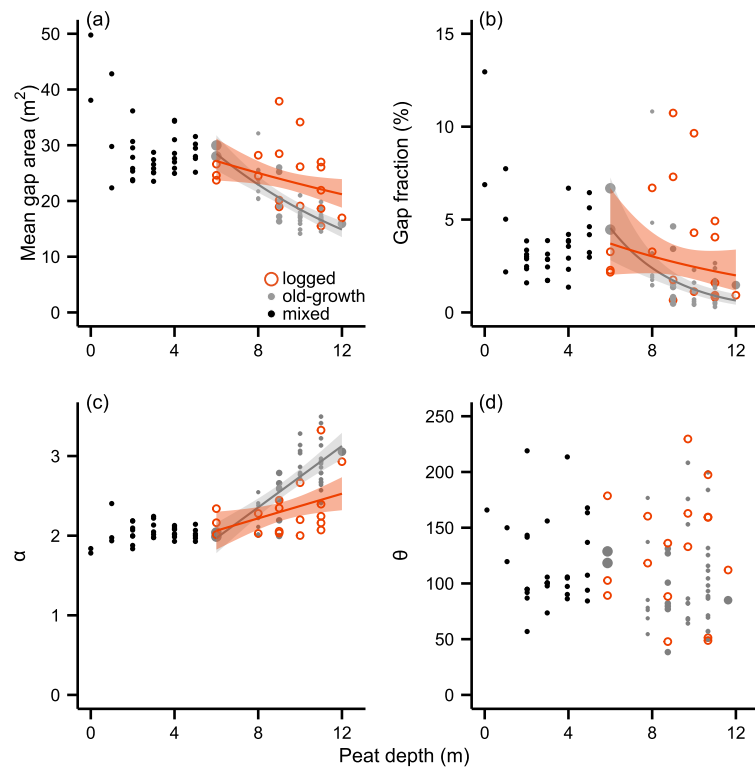 (a)
50
40
30
20
10
0
Mean gap area (m²)
logged
old-growth
mixed
0 4 8 12
(b)
15
10
5
0
Gap fraction (%)
0 4 8 12
(c)
3
2
1
0
α
0 4 8 12
(d)
250
200
150
100
50
0
θ
0 4 8 12
Peat depth (m)